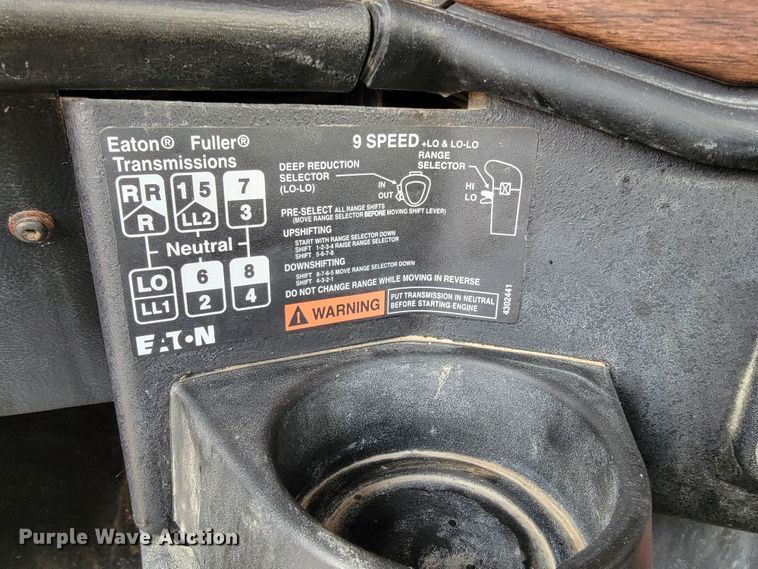 Eaton® Fuller®
Transmissions
9 SPEED +LO & LO-LO
DEEP REDUCTION
SELECTOR
(LO-LO)
IN
OUT
RANGE
SELECTOR
HI
LO
R R 1 5 7
R LL2 3
Neutral
LO 6 8
LL1 2 4
PRE-SELECT ALL RANGE SHIFTS
(MOVE RANGE SELECTOR BEFORE MOVING SHIFT LEVER)
UPSHIFTING
START WITH RANGE SELECTOR DOWN
SHIFT 1-2-3-4 RAISE RANGE SELECTOR
SHIFT 5-6-7-8
DOWNSHIFTING
SHIFT 8-7-6-5 MOVE RANGE SELECTOR DOWN
SHIFT 4-3-2-1
DO NOT CHANGE RANGE WHILE MOVING IN REVERSE
WARNING
PUT TRANSMISSION IN NEUTRAL
BEFORE STARTING ENGINE
4302441
EATON
Purple Wave Auction